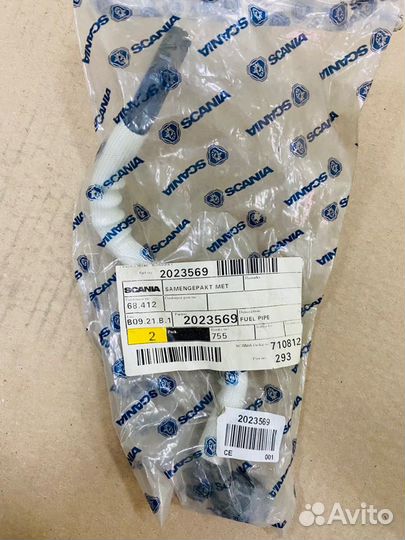 SCANIA
2023569
SCANIA
SAMENGEPAKT MET
68.412
B09.21.B.1
2023569
FUEL PIPE
2
755
710812
293
2023569
CE
001
Avito